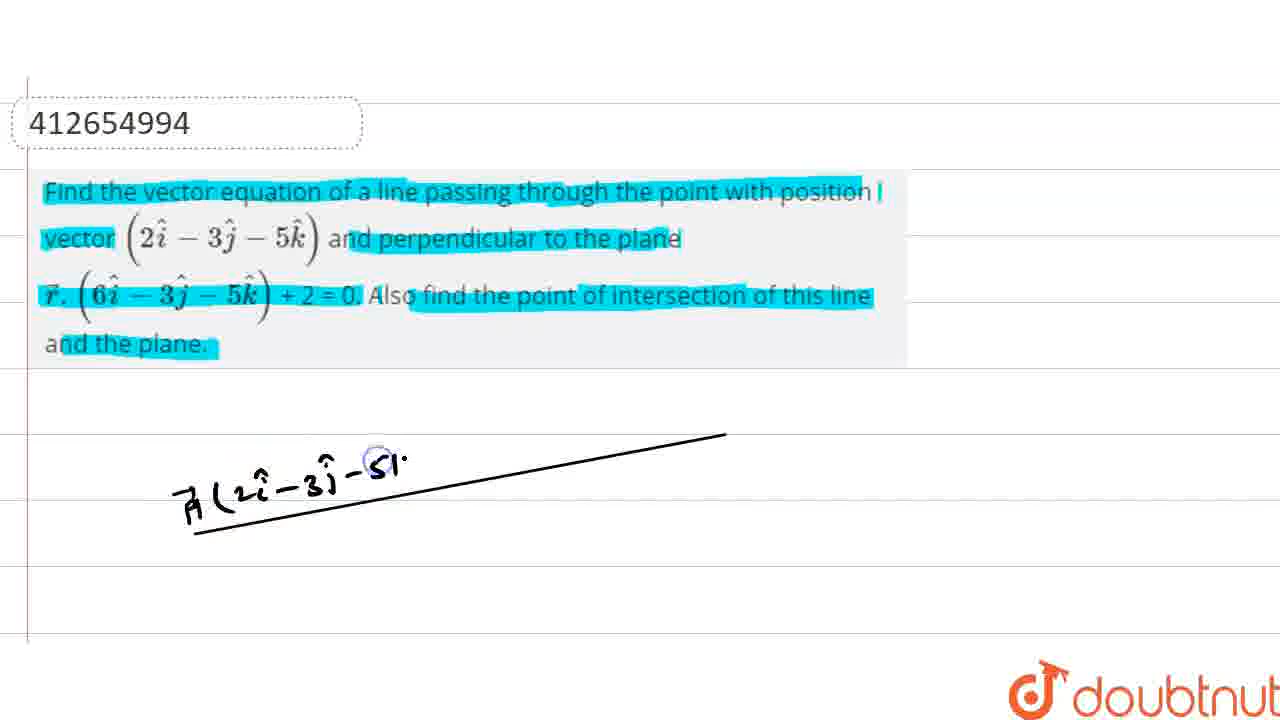 412654994
Find the vector equation of a line passing through the point with position
vector (2î − 3ĵ − 5k̂) and perpendicular to the plane
r⃗. (6î − 3ĵ − 5k̂) + 2 = 0. Also find the point of intersection of this line
and the plane.
A⃗ (2î − 3ĵ − 5
doubtnut